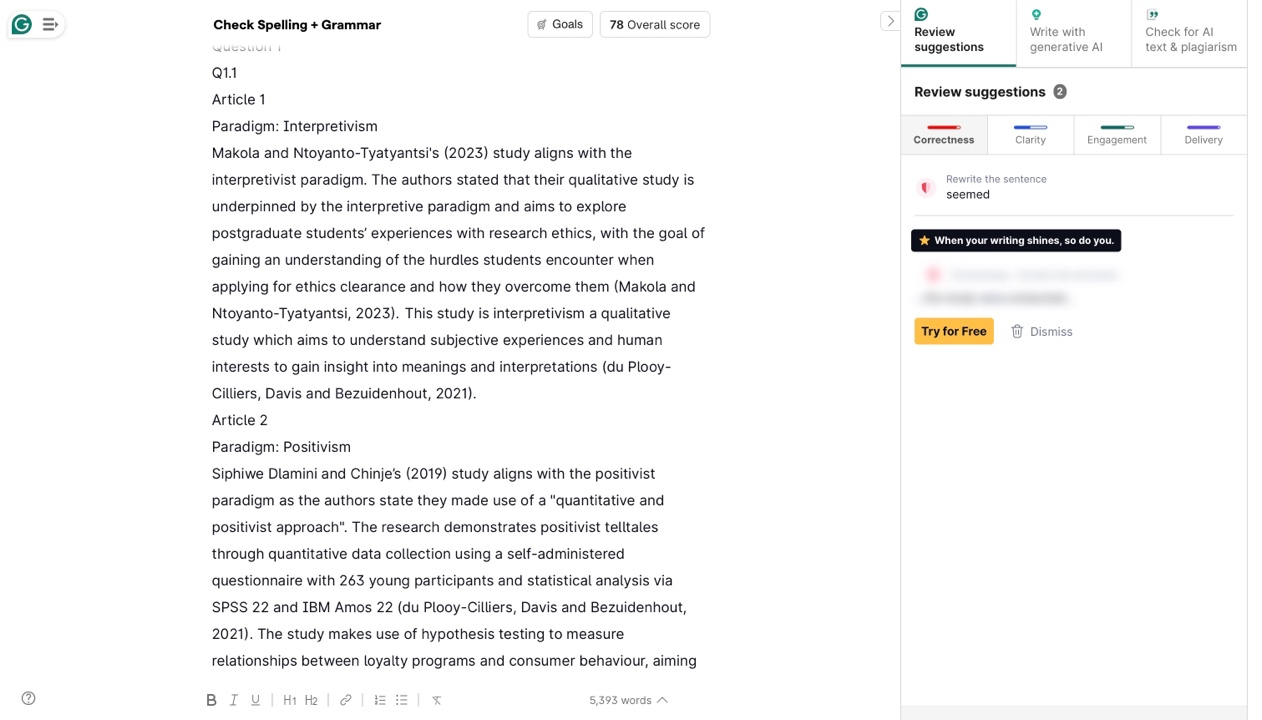 Check Spelling + Grammar
Goals
78 Overall score
Question 1
Q1.1
Article 1
Paradigm: Interpretivism
Makola and Ntoyanto-Tyatyantsi's (2023) study aligns with the
interpretivist paradigm. The authors stated that their qualitative study is
underpinned by the interpretive paradigm and aims to explore
postgraduate students’ experiences with research ethics, with the goal of
gaining an understanding of the hurdles students encounter when
applying for ethics clearance and how they overcome them (Makola and
Ntoyanto-Tyatyantsi, 2023). This study is interpretivism a qualitative
study which aims to understand subjective experiences and human
interests to gain insight into meanings and interpretations (du Plooy-
Cilliers, Davis and Bezuidenhout, 2021).
Article 2
Paradigm: Positivism
Siphiwe Dlamini and Chinje’s (2019) study aligns with the positivist
paradigm as the authors state they made use of a "quantitative and
positivist approach". The research demonstrates positivist telltales
through quantitative data collection using a self-administered
questionnaire with 263 young participants and statistical analysis via
SPSS 22 and IBM Amos 22 (du Plooy-Cilliers, Davis and Bezuidenhout,
2021). The study makes use of hypothesis testing to measure
relationships between loyalty programs and consumer behaviour, aiming
B I U H1 H2
5,393 words
Review
suggestions
Write with
generative AI
Check for AI
text & plagiarism
Review suggestions 2
Correctness
Clarity
Engagement
Delivery
Rewrite the sentence
seemed
When your writing shines, so do you.
Try for Free
Dismiss